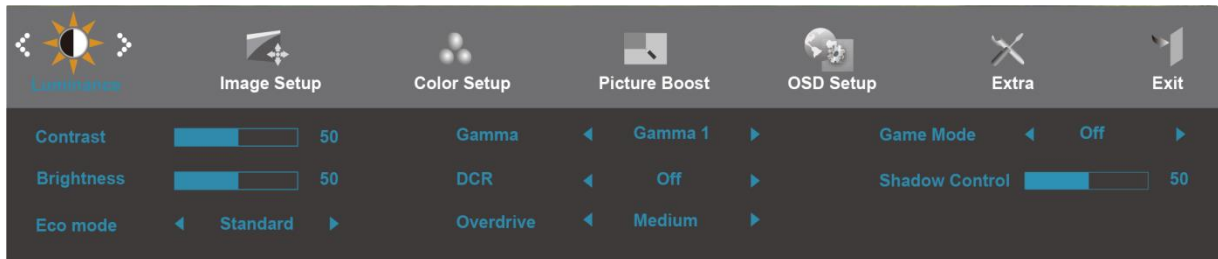 Luminance Image Setup Color Setup Picture Boost OSD Setup Extra Exit
Contrast 50 Gamma Gamma 1 Game Mode Off
Brightness 50 DCR Off Shadow Control 50
Eco mode Standard Overdrive Medium